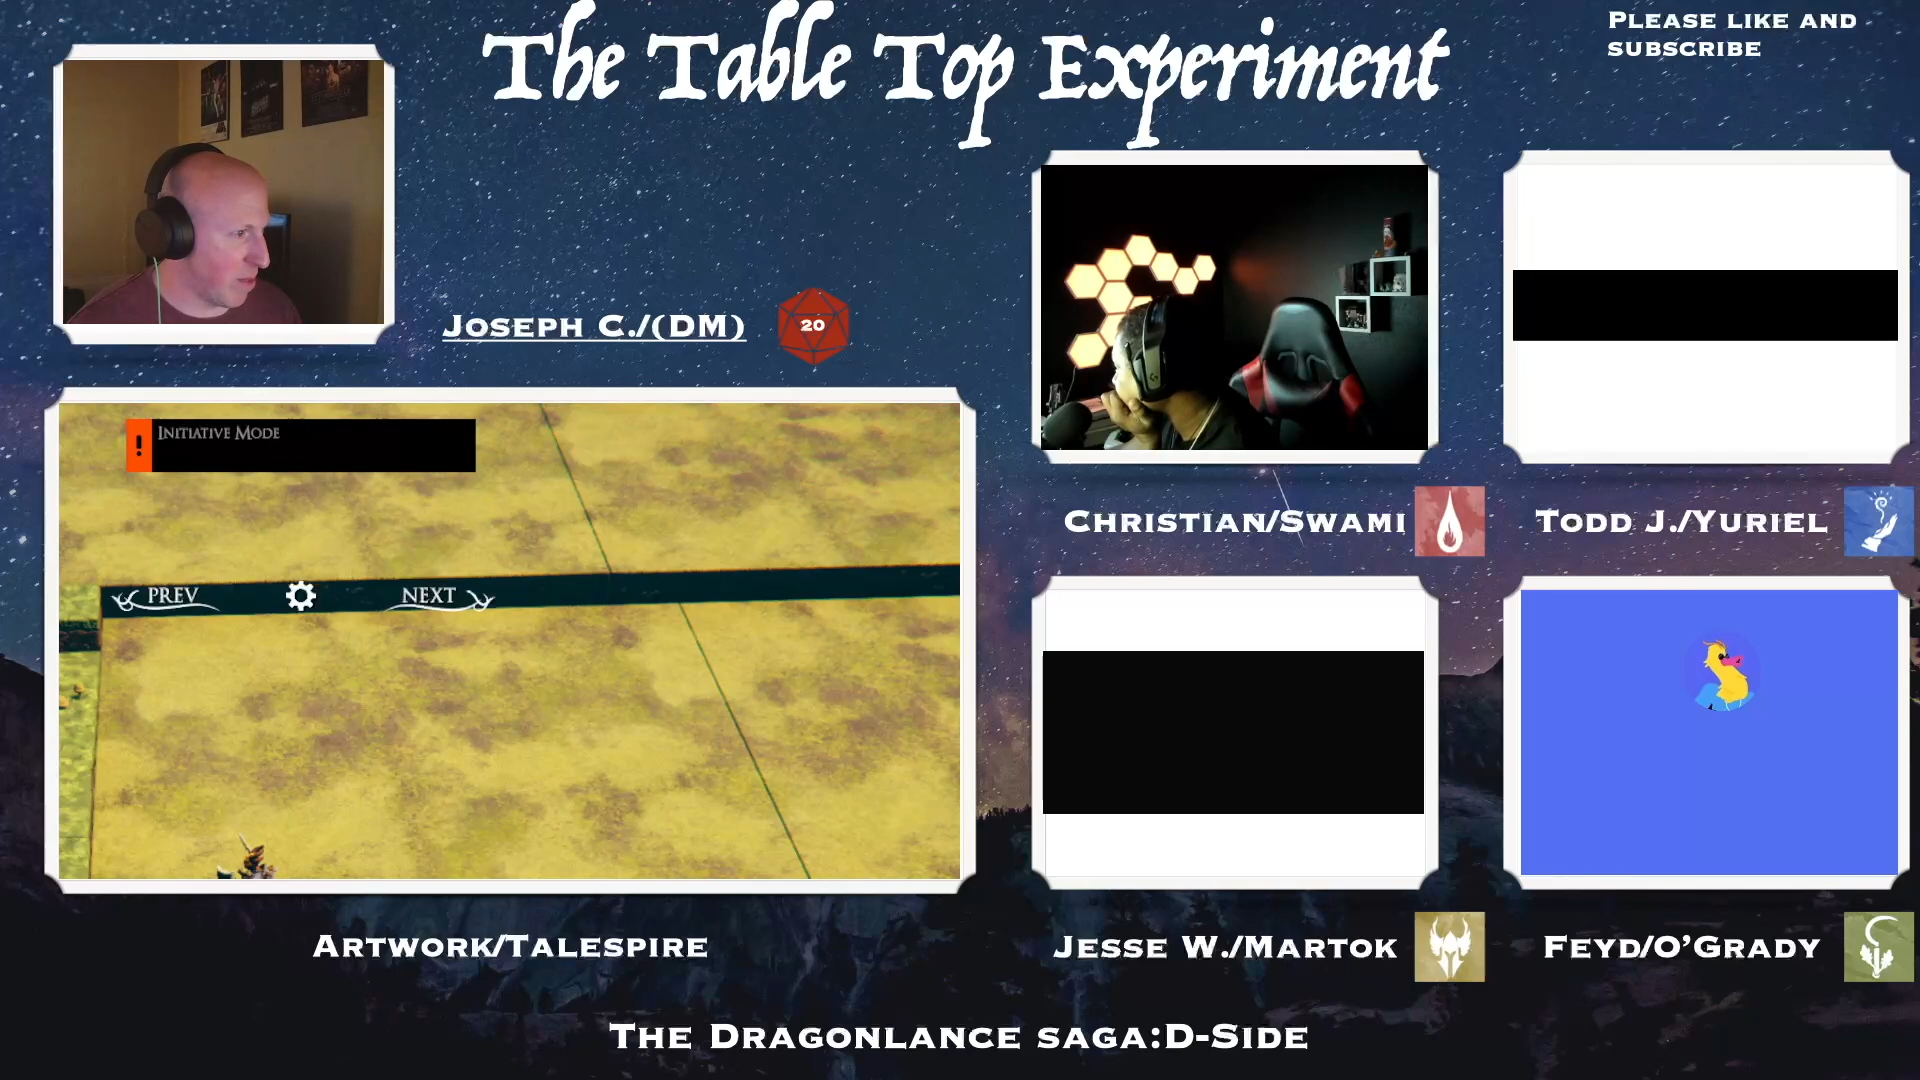 The Table Top Experiment
Please like and
subscribe
Joseph C./(DM)
20
Initiative Mode
PREV
NEXT
Christian/Swami
Todd J./Yuriel
Artwork/Talespire
Jesse W./Martok
Feyd/O'Grady
The Dragonlance saga:D-Side